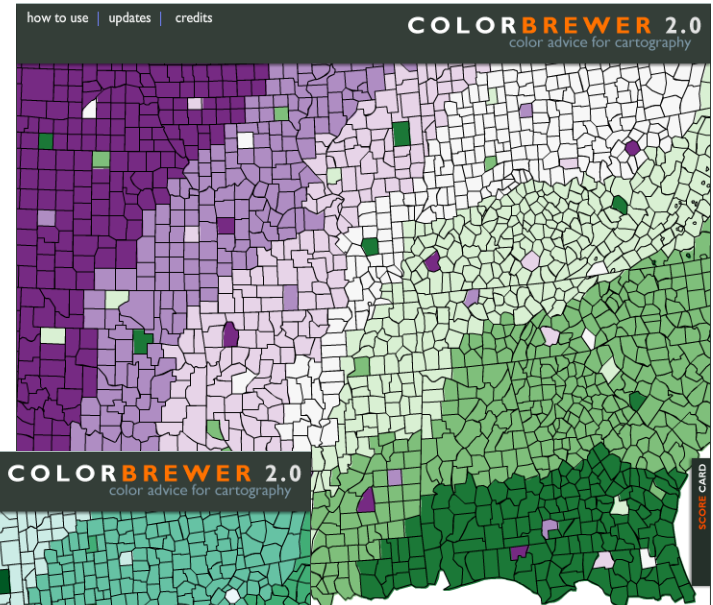 how to use | updates | credits
COLORBREWER 2.0
color advice for cartography
COLORBREWER 2.0
color advice for cartography
SCORE CARD